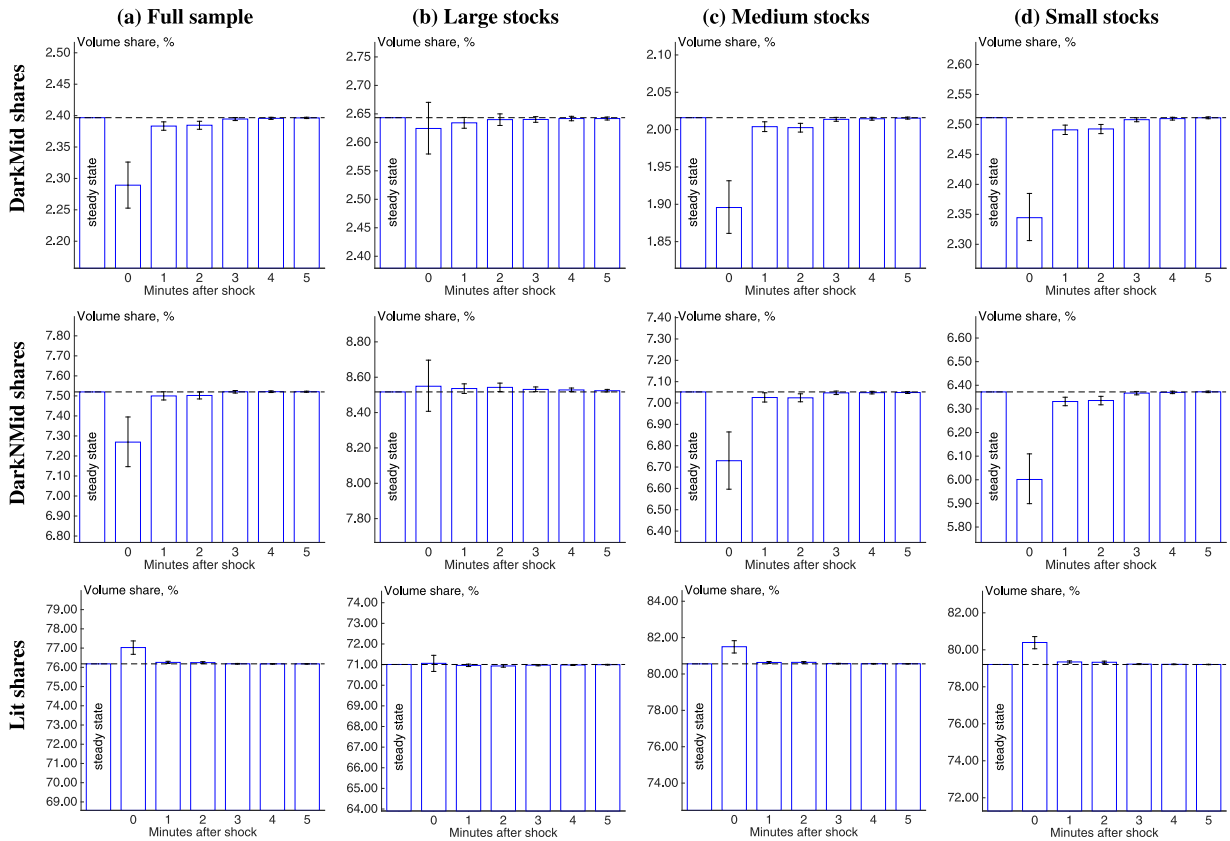 (a) Full sample
(b) Large stocks
(c) Medium stocks
(d) Small stocks
DarkMid shares
Volume share, %
2.50
2.45
2.40
2.35
2.30
2.25
2.20
steady state
0 1 2 3 4 5
Minutes after shock
Volume share, %
2.75
2.70
2.65
2.60
2.55
2.50
2.45
2.40
steady state
0 1 2 3 4 5
Minutes after shock
Volume share, %
2.10
2.05
2.00
1.95
1.90
1.85
steady state
0 1 2 3 4 5
Minutes after shock
Volume share, %
2.60
2.55
2.50
2.45
2.40
2.35
2.30
steady state
0 1 2 3 4 5
Minutes after shock
DarkNMid shares
Volume share, %
7.80
7.70
7.60
7.50
7.40
7.30
7.20
7.10
7.00
6.90
6.80
steady state
0 1 2 3 4 5
Minutes after shock
Volume share, %
8.80
8.60
8.40
8.20
8.00
7.80
steady state
0 1 2 3 4 5
Minutes after shock
Volume share, %
7.40
7.30
7.20
7.10
7.00
6.90
6.80
6.70
6.60
6.50
6.40
steady state
0 1 2 3 4 5
Minutes after shock
Volume share, %
6.60
6.50
6.40
6.30
6.20
6.10
6.00
5.90
5.80
steady state
0 1 2 3 4 5
Minutes after shock
Lit shares
Volume share, %
79.00
78.00
77.00
76.00
75.00
74.00
73.00
72.00
71.00
70.00
69.00
steady state
0 1 2 3 4 5
Minutes after shock
Volume share, %
74.00
73.00
72.00
71.00
70.00
69.00
68.00
67.00
66.00
65.00
64.00
steady state
0 1 2 3 4 5
Minutes after shock
Volume share, %
84.00
82.00
80.00
78.00
76.00
74.00
steady state
0 1 2 3 4 5
Minutes after shock
Volume share, %
82.00
80.00
78.00
76.00
74.00
72.00
steady state
0 1 2 3 4 5
Minutes after shock